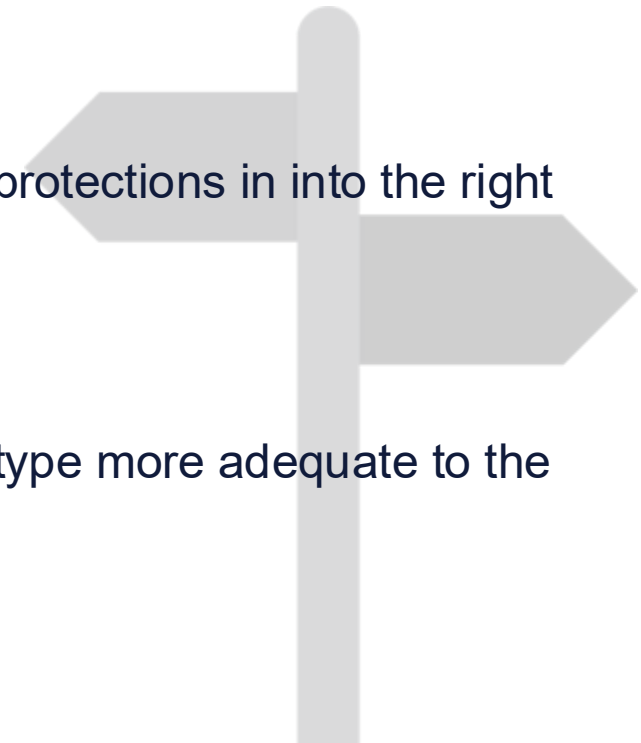 protections in into the right
type more adequate to the